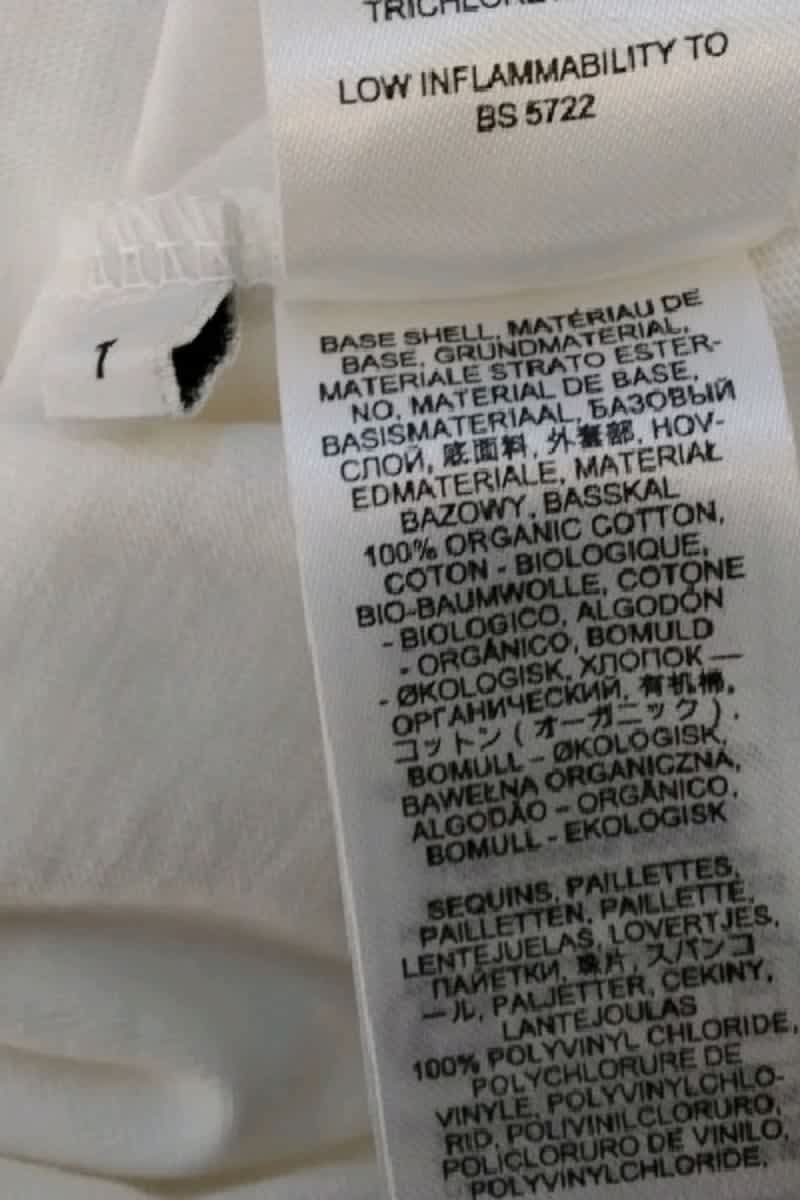 LOW INFLAMMABILITY TO
BS 5722
BASE SHELL, MATÉRIAU DE
BASE, GRUNDMATERIAL,
MATERIALE STRATO ESTER-
NO, MATERIAL DE BASE,
BASISMATERIAAL, БАЗОВЫЙ
СЛОЙ, 底面料, 外套部, HOV-
EDMATERIALE, MATERIAŁ
BAZOWY, BASSKAL
100% ORGANIC COTTON,
COTON - BIOLOGIQUE,
BIO-BAUMWOLLE, COTONE
- BIOLOGICO, ALGODÓN
- ORGÁNICO, BOMULD
- ØKOLOGISK, ХЛОПОК —
ОРГАНИЧЕСКИЙ, 有机棉,
コットン ( オーガニック ) ,
BOMULL - ØKOLOGISK,
BAWEŁNA ORGANICZNA,
ALGODÃO - ORGÂNICO,
BOMULL - EKOLOGISK
SEQUINS, PAILLETTES,
PAILLETTEN, PAILLETTE,
LENTEJUELAS, LOVERTJES,
ПАЙЕТКИ, 珠片, スパンコ
ール, PALJETTER, CEKINY,
LANTEJOULAS
100% POLYVINYL CHLORIDE,
POLYCHLORURE DE
VINYLE, POLYVINYLCHLO-
RID, POLIVINILCLORURO,
POLICLORURO DE VINILO,
POLYVINYLCHLORIDE,